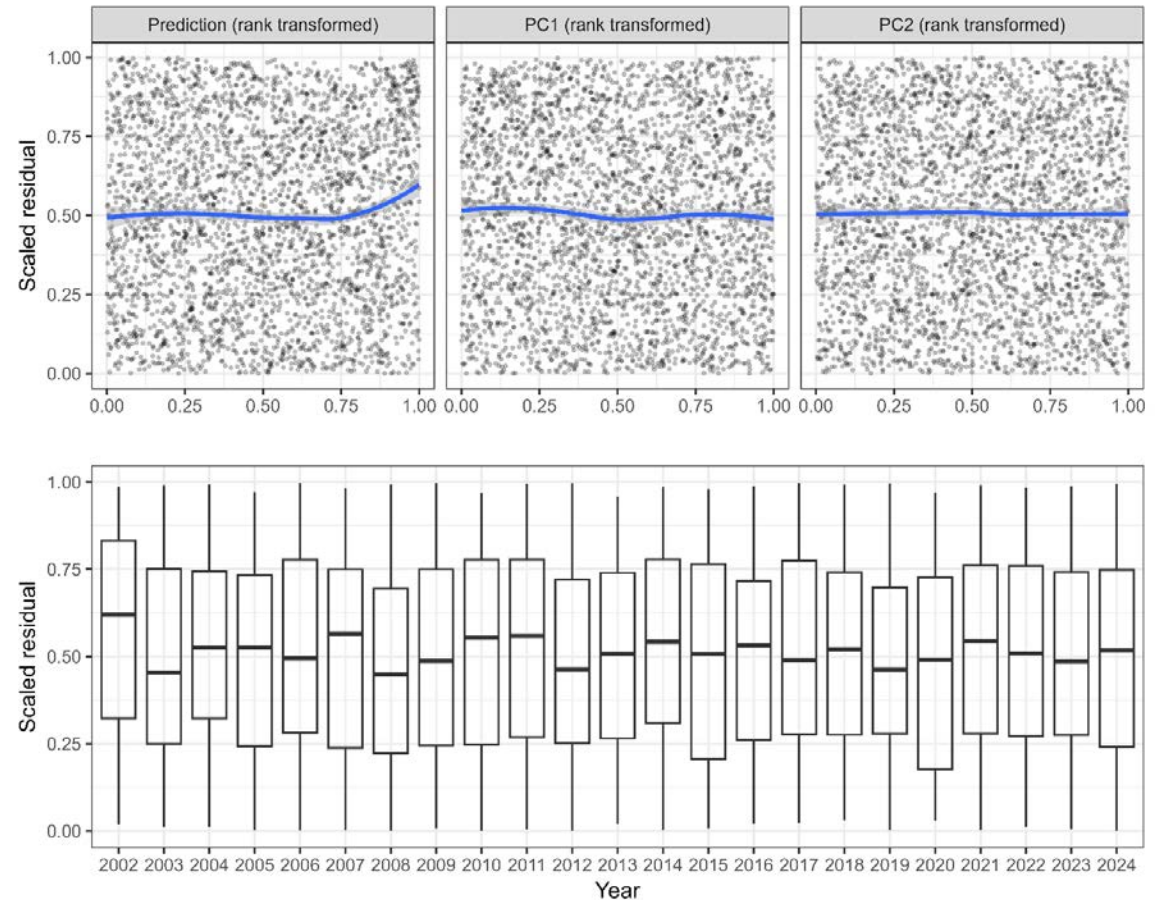 Prediction (rank transformed) PC1 (rank transformed) PC2 (rank transformed)
Scaled residual
1.00
0.75
0.50
0.25
0.00
0.00 0.25 0.50 0.75 1.00 0.00 0.25 0.50 0.75 1.00 0.00 0.25 0.50 0.75 1.00
Scaled residual
1.00
0.75
0.50
0.25
0.00
2002 2003 2004 2005 2006 2007 2008 2009 2010 2011 2012 2013 2014 2015 2016 2017 2018 2019 2020 2021 2022 2023 2024
Year